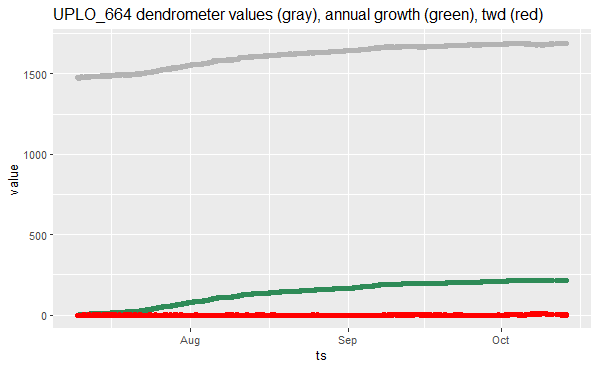 UPLO_664 dendrometer values (gray), annual growth (green), twd (red)
1500
1000
500
0
value
Aug Sep Oct
ts